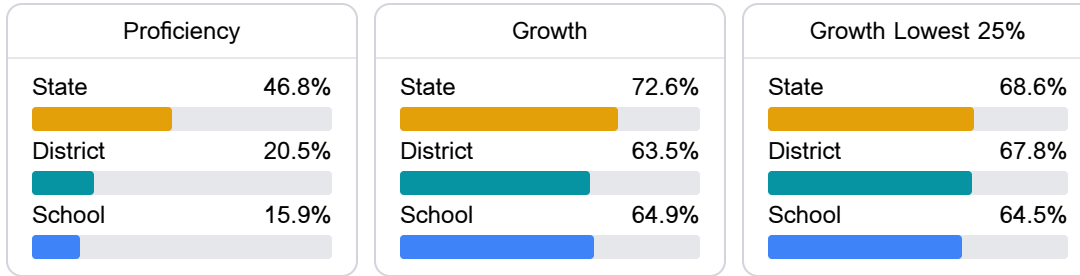 Proficiency
State 46.8%
District 20.5%
School 15.9%
Growth
State 72.6%
District 63.5%
School 64.9%
Growth Lowest 25%
State 68.6%
District 67.8%
School 64.5%